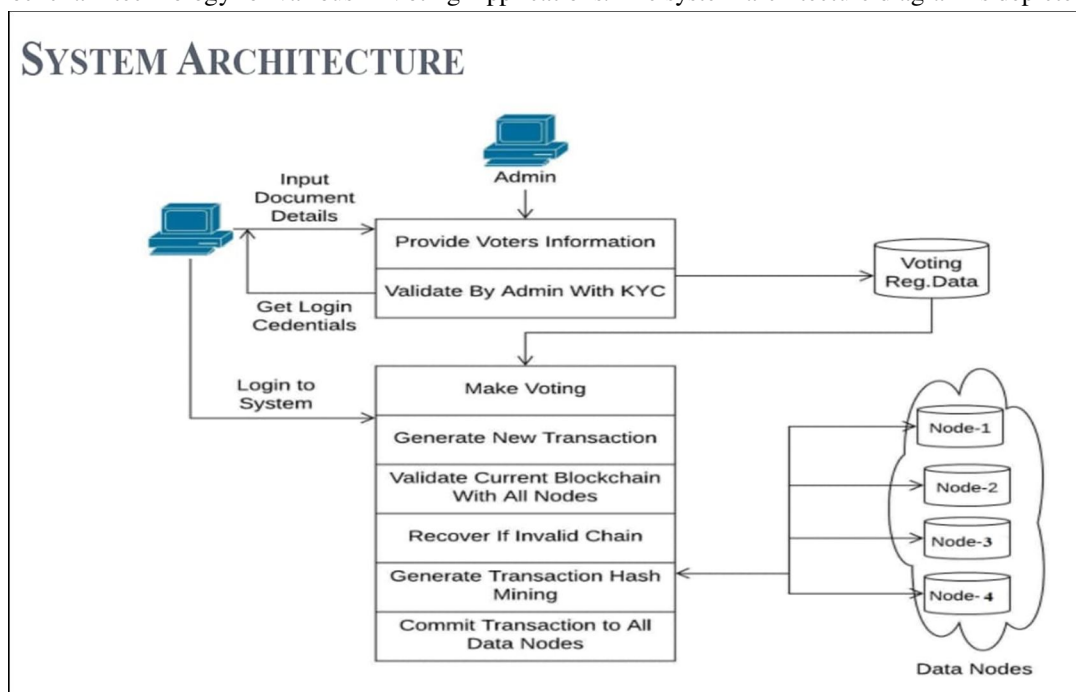 SYSTEM ARCHITECTURE
Admin
Input
Document
Details
Provide Voters Information
Validate By Admin With KYC
Get Login
Cedentials
Voting
Reg.Data
Login to
System
Make Voting
Generate New Transaction
Validate Current Blockchain
With All Nodes
Recover If Invalid Chain
Generate Transaction Hash
Mining
Commit Transaction to All
Data Nodes
Node-1
Node-2
Node-3
Node-4
Data Nodes